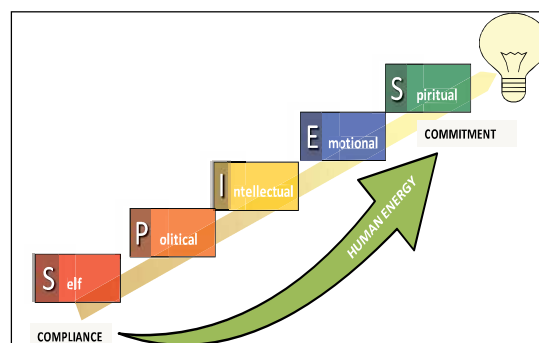 Spiritual
COMMITMENT
Emotional
Intellectual
HUMAN ENERGY
Political
Self
COMPLIANCE